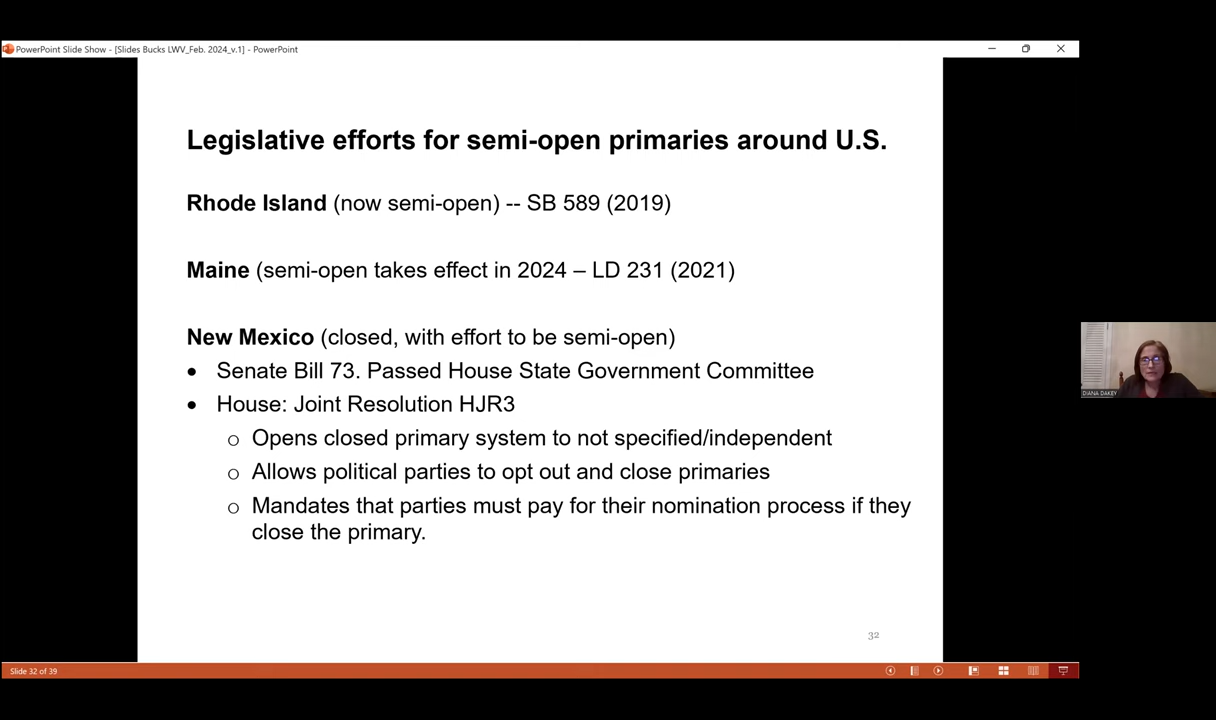 PowerPoint Slide Show - [Slides Bucks LWV_Feb. 2024_v.1] - PowerPoint
Legislative efforts for semi-open primaries around U.S.
Rhode Island (now semi-open) -- SB 589 (2019)
Maine (semi-open takes effect in 2024 – LD 231 (2021)
New Mexico (closed, with effort to be semi-open)
• Senate Bill 73. Passed House State Government Committee
• House: Joint Resolution HJR3
o Opens closed primary system to not specified/independent
o Allows political parties to opt out and close primaries
o Mandates that parties must pay for their nomination process if they
close the primary.
DIANA DAKEY
32
Slide 32 of 39